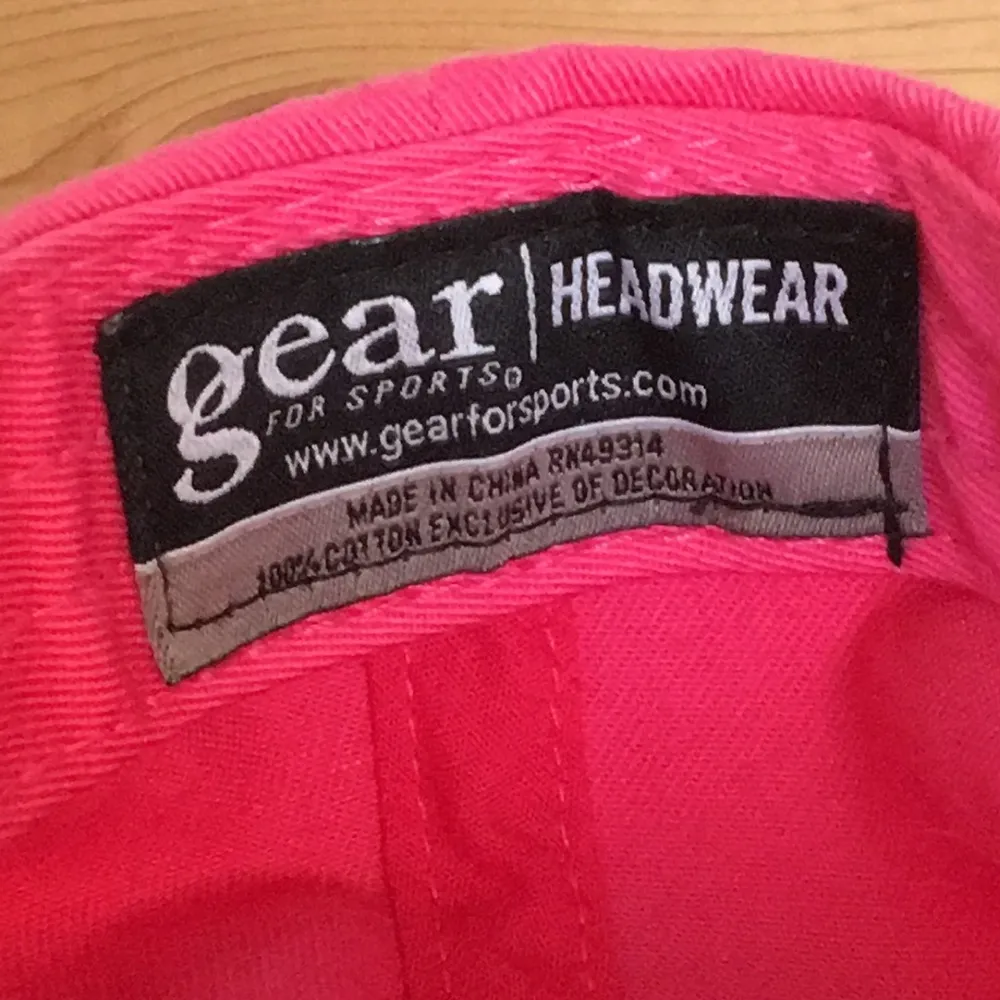 gear | HEADWEAR
FOR SPORTS®
www.gearforsports.com
MADE IN CHINA RN49314
100% COTTON EXCLUSIVE OF DECORATION